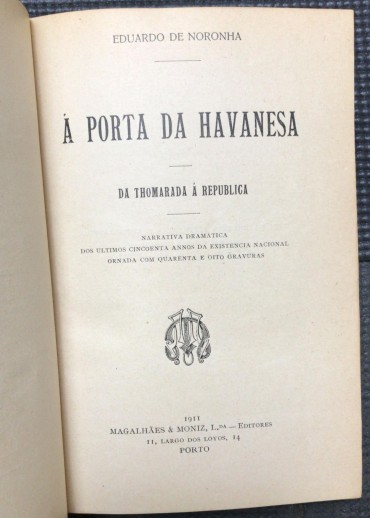 EDUARDO DE NORONHA
Á PORTA DA HAVANESA
DA THOMARADA Á REPUBLICA
NARRATIVA DRAMATICA
DOS ULTIMOS CINCOENTA ANNOS DA EXISTENCIA NACIONAL
ORNADA COM QUARENTA E OITO GRAVURAS
1911
MAGALHÃES & MONIZ, L.DA — EDITORES
11, LARGO DOS LOYOS, 14
PORTO